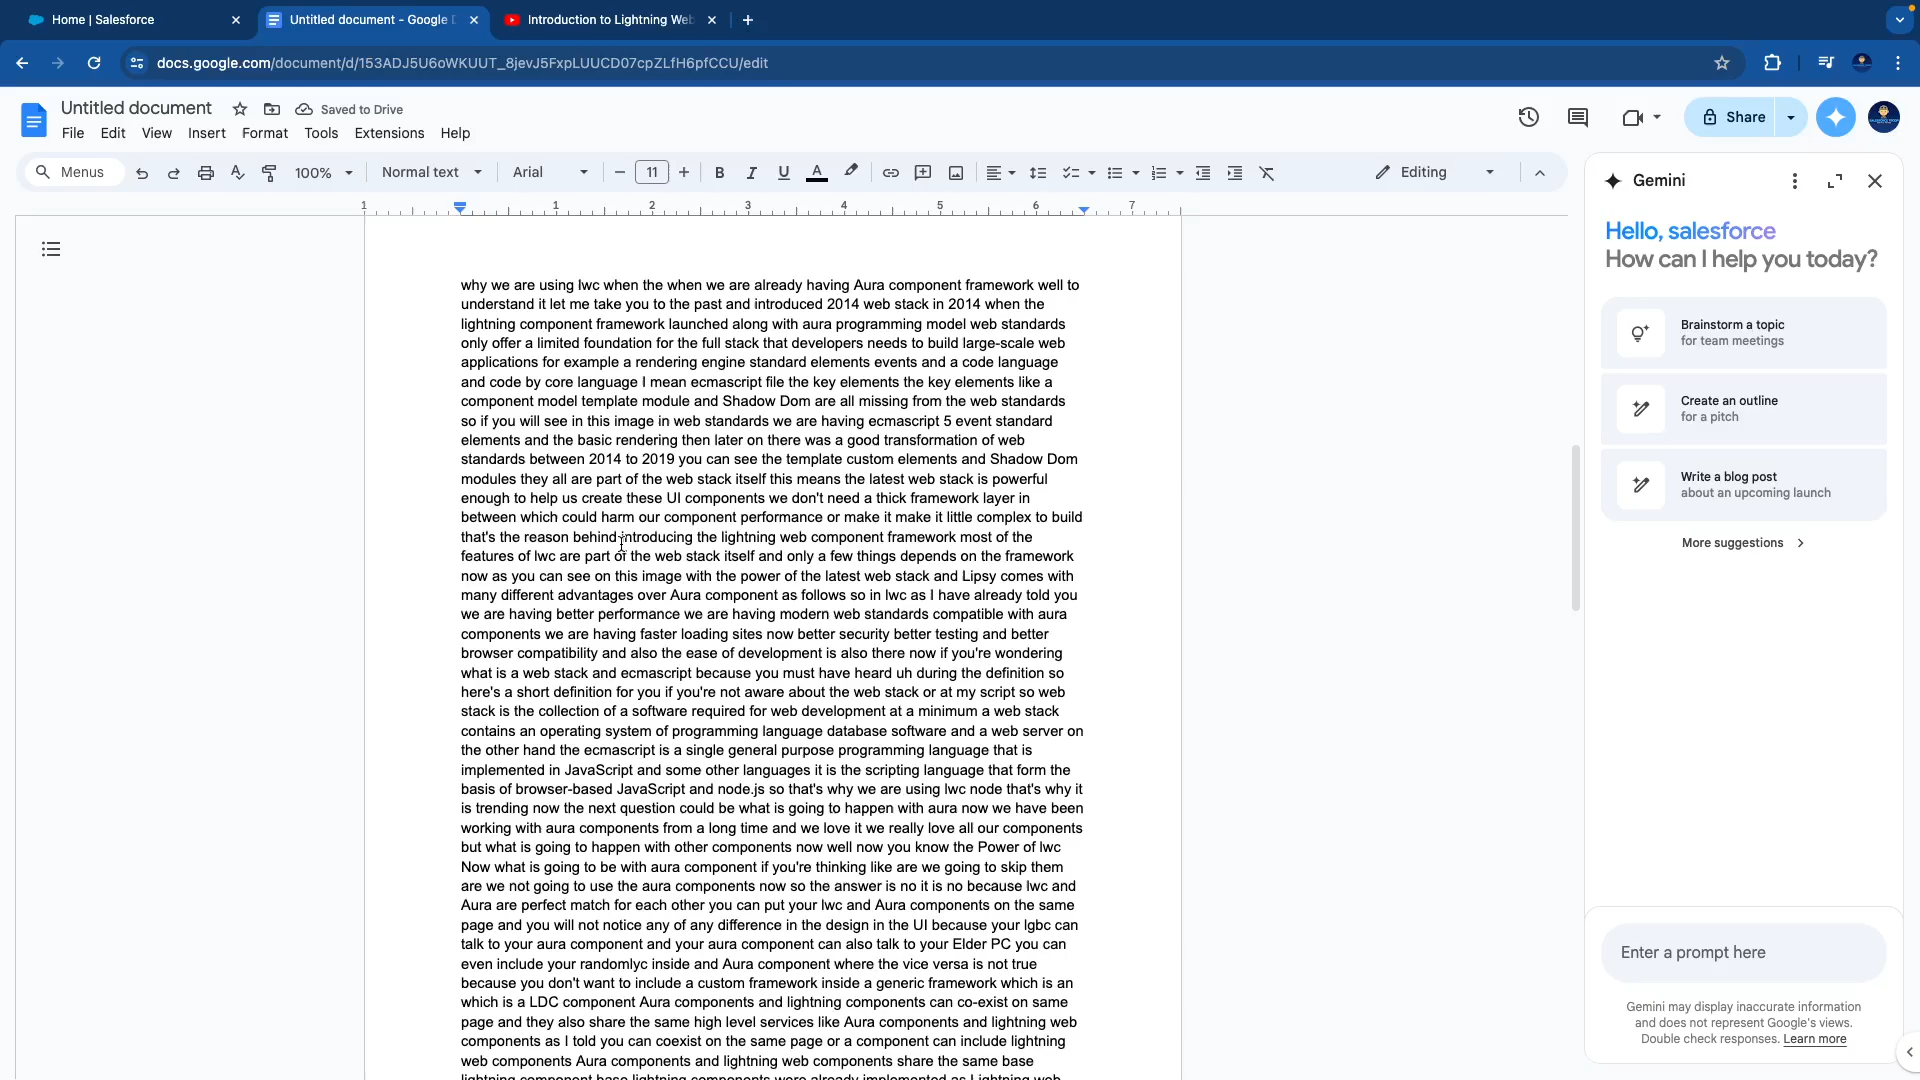 Home | Salesforce
Untitled document - Google D
Introduction to Lightning Web
docs.google.com/document/d/153ADJ5U6oWKUUT_8jevJ5FxpLUUCD07cpZLfH6pfCCU/edit
Untitled document
Saved to Drive
File Edit View Insert Format Tools Extensions Help
Share
Menus
100%
Normal text
Arial
11
Editing
1 1 2 3 4 5 6 7
why we are using lwc when the when we are already having Aura component framework well to
understand it let me take you to the past and introduced 2014 web stack in 2014 when the
lightning component framework launched along with aura programming model web standards
only offer a limited foundation for the full stack that developers needs to build large-scale web
applications for example a rendering engine standard elements events and a code language
and code by core language I mean ecmascript file the key elements the key elements like a
component model template module and Shadow Dom are all missing from the web standards
so if you will see in this image in web standards we are having ecmascript 5 event standard
elements and the basic rendering then later on there was a good transformation of web
standards between 2014 to 2019 you can see the template custom elements and Shadow Dom
modules they all are part of the web stack itself this means the latest web stack is powerful
enough to help us create these UI components we don't need a thick framework layer in
between which could harm our component performance or make it make it little complex to build
that's the reason behind introducing the lightning web component framework most of the
features of lwc are part of the web stack itself and only a few things depends on the framework
now as you can see on this image with the power of the latest web stack and Lipsy comes with
many different advantages over Aura component as follows so in lwc as I have already told you
we are having better performance we are having modern web standards compatible with aura
components we are having faster loading sites now better security better testing and better
browser compatibility and also the ease of development is also there now if you're wondering
what is a web stack and ecmascript because you must have heard uh during the definition so
here's a short definition for you if you're not aware about the web stack or at my script so web
stack is the collection of a software required for web development at a minimum a web stack
contains an operating system of programming language database software and a web server on
the other hand the ecmascript is a single general purpose programming language that is
implemented in JavaScript and some other languages it is the scripting language that form the
basis of browser-based JavaScript and node.js so that's why we are using lwc node that's why it
is trending now the next question could be what is going to happen with aura now we have been
working with aura components from a long time and we love it we really love all our components
but what is going to happen with other components now well now you know the Power of lwc
Now what is going to be with aura component if you're thinking like are we going to skip them
are we not going to use the aura components now so the answer is no it is no because lwc and
Aura are perfect match for each other you can put your lwc and Aura components on the same
page and you will not notice any of any difference in the design in the UI because your lgbc can
talk to your aura component and your aura component can also talk to your Elder PC you can
even include your randomlyc inside and Aura component where the vice versa is not true
because you don't want to include a custom framework inside a generic framework which is an
which is a LDC component Aura components and lightning components can co-exist on same
page and they also share the same high level services like Aura components and lightning web
components as I told you can coexist on the same page or a component can include lightning
web components Aura components and lightning web components share the same base
lightning component base lightning components were already implemented as Lightning web
Gemini
Hello, salesforce
How can I help you today?
Brainstorm a topic
for team meetings
Create an outline
for a pitch
Write a blog post
about an upcoming launch
More suggestions
Enter a prompt here
Gemini may display inaccurate information
and does not represent Google's views.
Double check responses. Learn more